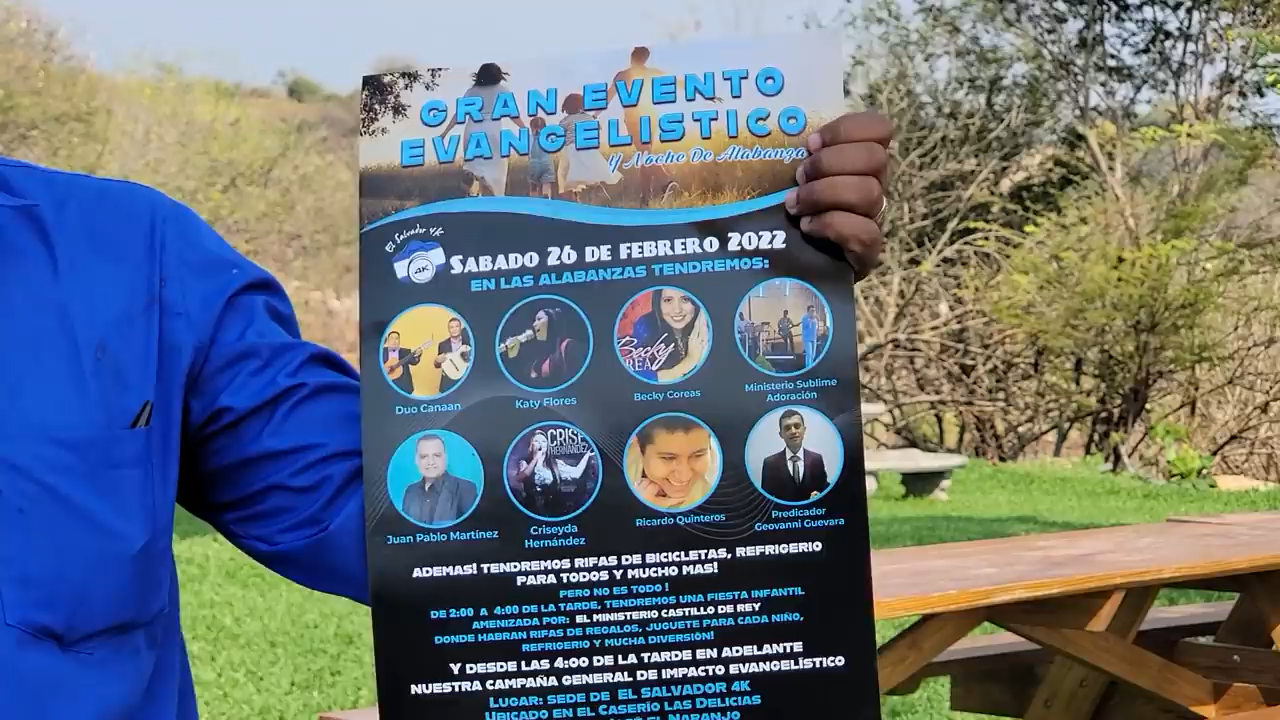 GRAN EVENTO
EVANGELISTICO
Y Noche De Alabanza
El Salvador 4K
4K
SABADO 26 DE FEBRERO 2022
EN LAS ALABANZAS TENDREMOS:
Becky
REA
Duo Canaan
Katy Flores
Becky Coreas
Ministerio Sublime
Adoración
CRISE
HERNÁNDEZ
Juan Pablo Martínez
Criseyda
Hernández
Ricardo Quinteros
Predicador
Geovanni Guevara
ADEMAS! TENDREMOS RIFAS DE BICICLETAS, REFRIGERIO
PARA TODOS Y MUCHO MAS!
PERO NO ES TODO !
DE 2:00 A 4:00 DE LA TARDE, TENDREMOS UNA FIESTA INFANTIL
AMENIZADA POR: EL MINISTERIO CASTILLO DE REY
DONDE HABRAN RIFAS DE REGALOS, JUGUETE PARA CADA NIÑO,
REFRIGERIO Y MUCHA DIVERSIÓN!
Y DESDE LAS 4:00 DE LA TARDE EN ADELANTE
NUESTRA CAMPAÑA GENERAL DE IMPACTO EVANGELÍSTICO
LUGAR: SEDE DE EL SALVADOR 4K
UBICADO EN EL CASERÍO LAS DELICIAS
EL NARANJO